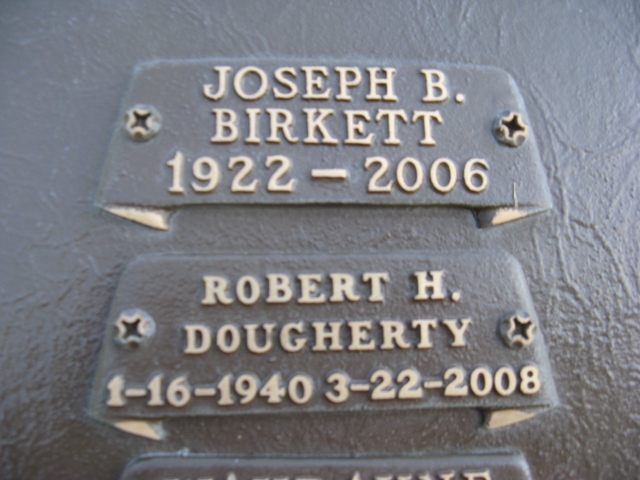 JOSEPH B.
BIRKETT
1922 – 2006
ROBERT H.
DOUGHERTY
1-16-1940 3-22-2008